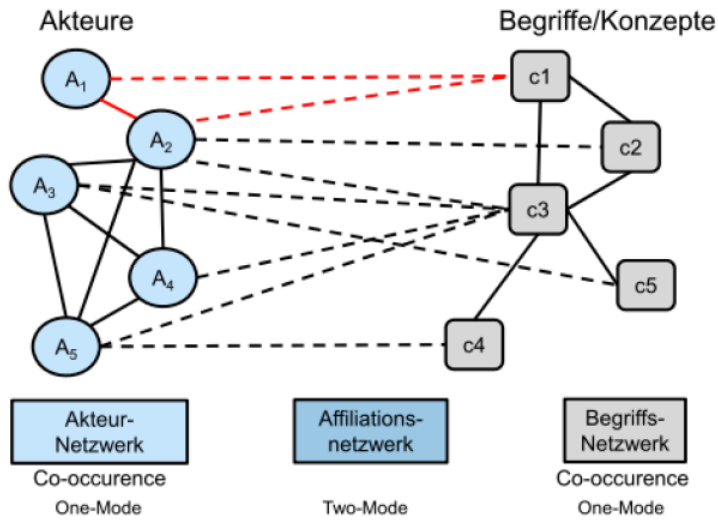 Akteure
Begriffe/Konzepte
A₁
A₂
A₃
A₄
A₅
c1
c2
c3
c5
c4
Akteur-
Netzwerk
Co-occurence
One-Mode
Affiliations-
netzwerk
Two-Mode
Begriffs-
Netzwerk
Co-occurence
One-Mode